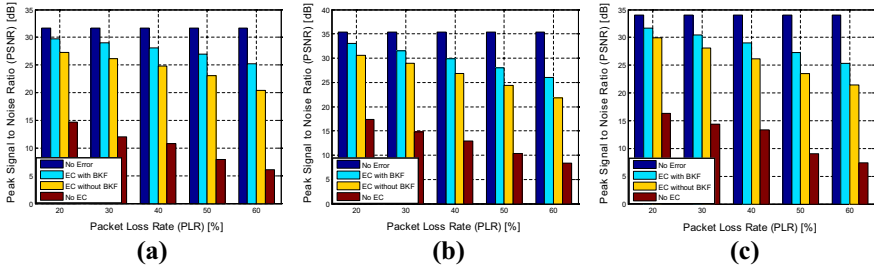 Peak Signal to Noise Ratio (PSNR) [dB]
35
30
25
20
15
10
5
0
No Error
EC with BKF
EC without BKF
No EC
20 30 40 50 60
Packet Loss Rate (PLR) [%]
(a)
Peak Signal to Noise Ratio (PSNR) [dB]
40
35
30
25
20
15
10
5
0
No Error
EC with BKF
EC without BKF
No EC
20 30 40 50 60
Packet Loss Rate (PLR) [%]
(b)
Peak Signal to Noise Ratio (PSNR) [dB]
35
30
25
20
15
10
5
0
No Error
EC with BKF
EC without BKF
No EC
20 30 40 50 60
Packet Loss Rate (PLR) [%]
(c)